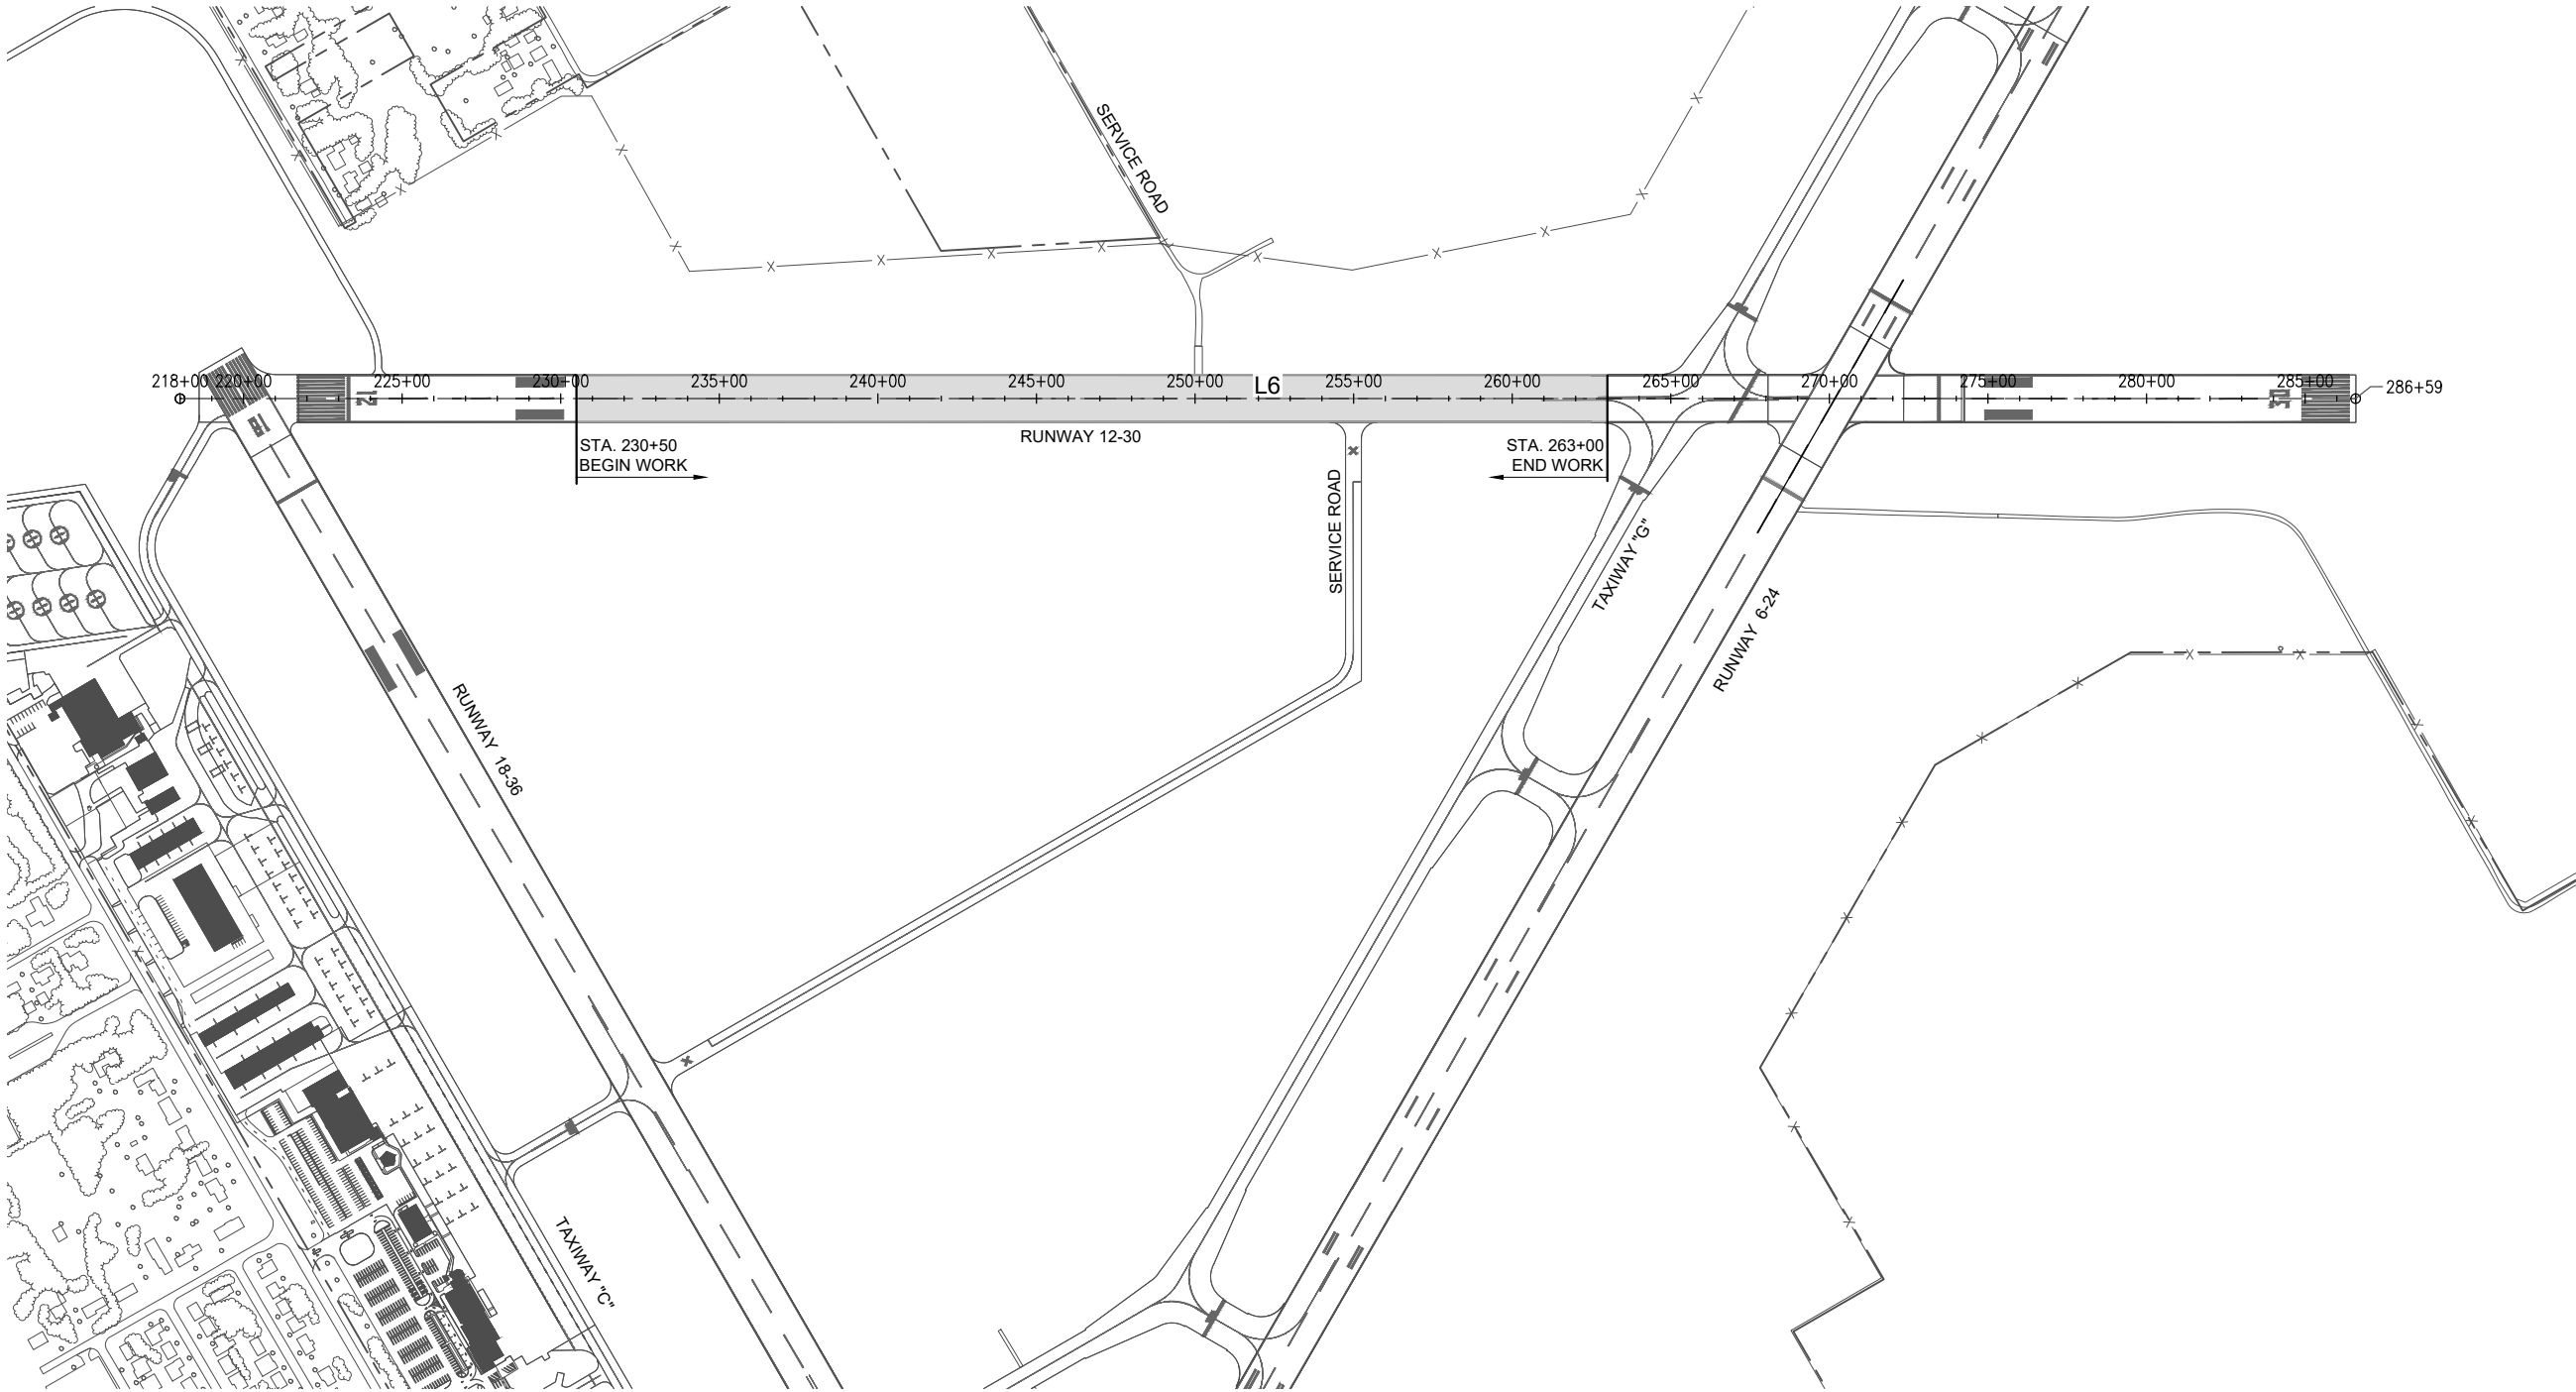 SERVICE ROAD
218+00 220+00 225+00 230+00 235+00 240+00 245+00 250+00 L6 255+00 260+00 265+00 270+00 275+00 280+00 285+00
286+59
12
30
18
RUNWAY 12-30
STA. 230+50
BEGIN WORK
STA. 263+00
END WORK
SERVICE ROAD
TAXIWAY "G"
RUNWAY 6-24
RUNWAY 18-36
TAXIWAY "C"